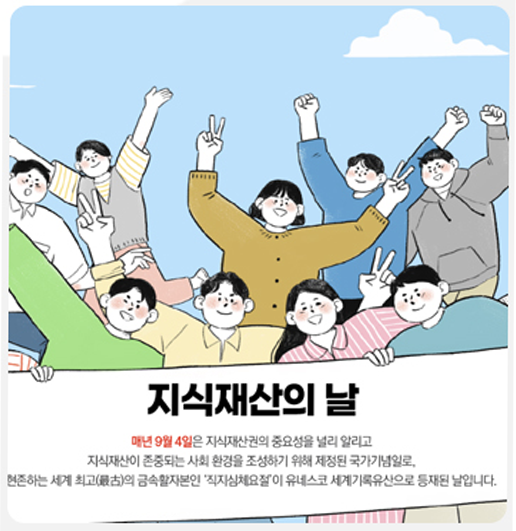 지식재산의 날
매년 9월 4일은 지식재산권의 중요성을 널리 알리고
지식재산이 존중되는 사회 환경을 조성하기 위해 제정된 국가기념일로,
현존하는 세계 최고(最古)의 금속활자본인 '직지심체요절'이 유네스코 세계기록유산으로 등재된 날입니다.